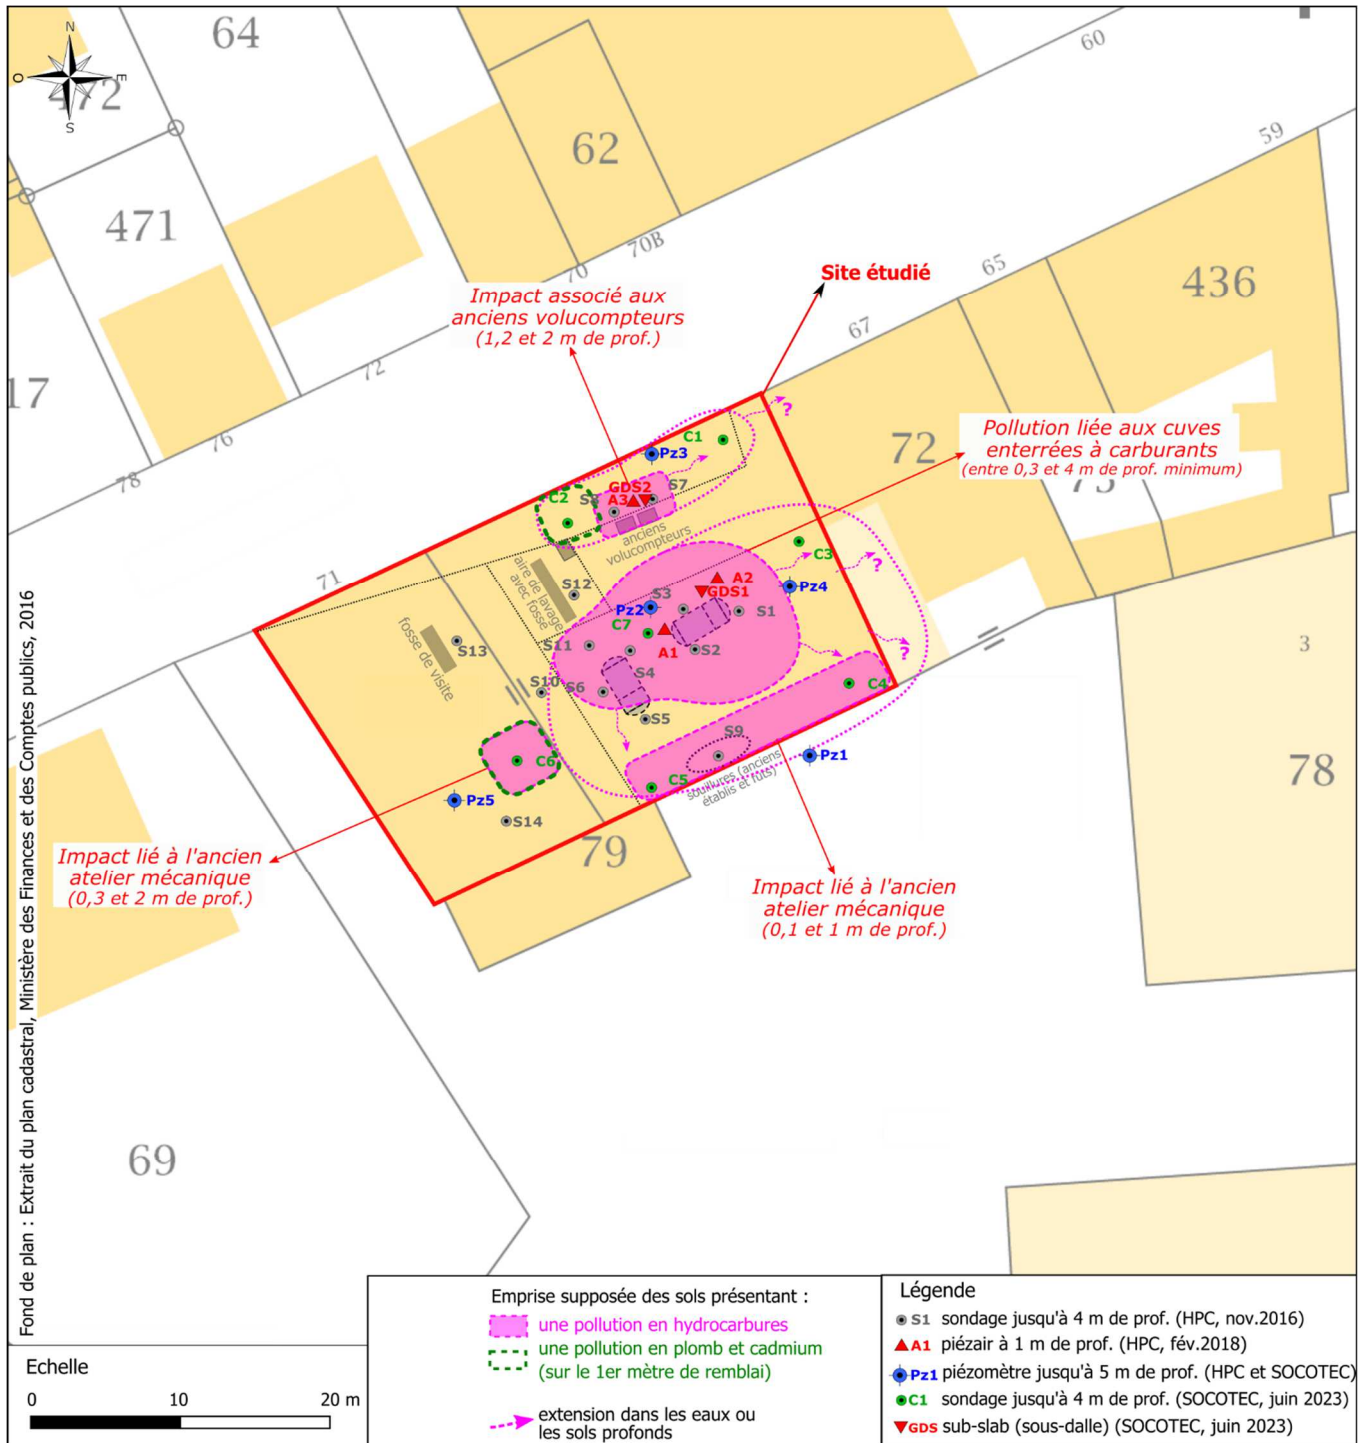 N
O
E
S
64
472
471
17
62
60
59
70B
70
72
76
78
71
65
67
436
72
73
3
78
79
69
Site étudié
Impact associé aux
anciens volucompteurs
(1,2 et 2 m de prof.)
Pollution liée aux cuves
enterrées à carburants
(entre 0,3 et 4 m de prof. minimum)
C1
?
Pz3
C2
GDS2
S7
S8
A3
anciens
volucompteurs
C3
?
aire de lavage
avec fosse
S12
A2
GDS1
Pz4
S3
Pz2
S1
C7
fosse de visite
S13
S11
A1
S2
?
S10
S6
S4
C4
S5
S9
Pz1
C6
C5
souillures (anciens
établis et fûts)
Pz5
S14
Impact lié à l'ancien
atelier mécanique
(0,3 et 2 m de prof.)
Impact lié à l'ancien
atelier mécanique
(0,1 et 1 m de prof.)
Fond de plan : Extrait du plan cadastral, Ministère des Finances et des Comptes publics, 2016
Echelle
0 10 20 m
Emprise supposée des sols présentant :
une pollution en hydrocarbures
une pollution en plomb et cadmium
(sur le 1er mètre de remblai)
extension dans les eaux ou
les sols profonds
Légende
S1 sondage jusqu'à 4 m de prof. (HPC, nov.2016)
A1 piézair à 1 m de prof. (HPC, fév.2018)
Pz1 piézomètre jusqu'à 5 m de prof. (HPC et SOCOTEC)
C1 sondage jusqu'à 4 m de prof. (SOCOTEC, juin 2023)
GDS sub-slab (sous-dalle) (SOCOTEC, juin 2023)